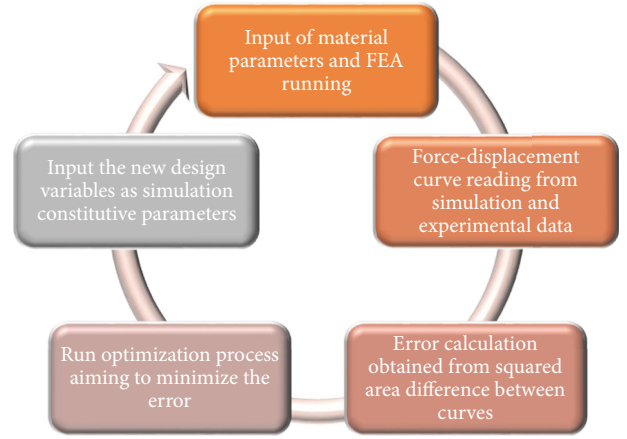 Input of material
parameters and FEA
running
Force-displacement
curve reading from
simulation and
experimental data
Error calculation
obtained from squared
area difference between
curves
Run optimization process
aiming to minimize the
error
Input the new design
variables as simulation
constitutive parameters